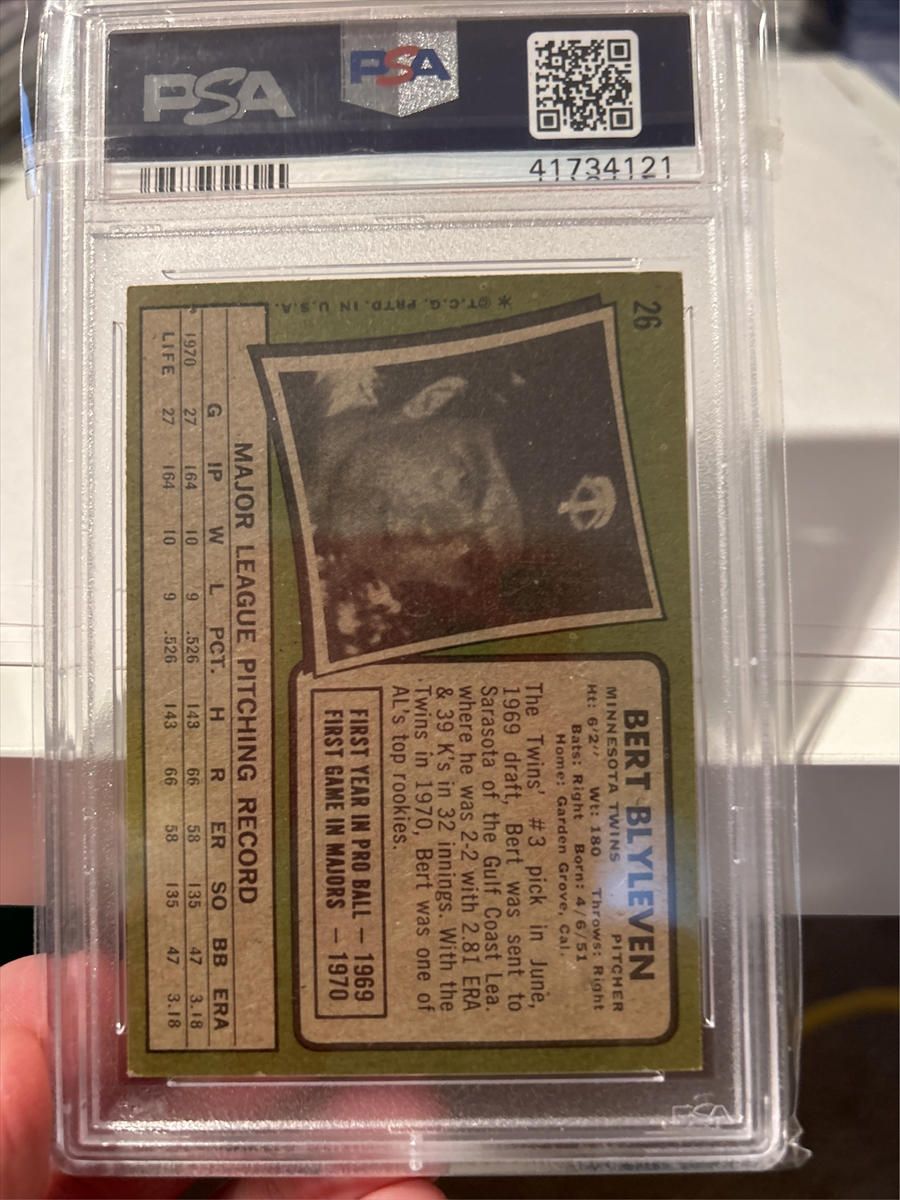 PSA
PSA
41734121
26
*©T.C.G. PRTD. IN U.S.A.
BERT BLYLEVEN
MINNESOTA TWINS PITCHER
Ht: 6'2" Wt: 180 Throws: Right
Bats: Right Born: 4/6/51
Home: Garden Grove, Cal.
The Twins' #3 pick in June,
1969 draft, Bert was sent to
Sarasota of the Gulf Coast Lea.
where he was 2-2 with 2.81 ERA
& 39 K's in 32 innings. With the
Twins in 1970, Bert was one of
AL's top rookies.
FIRST YEAR IN PRO BALL — 1969
FIRST GAME IN MAJORS — 1970
MAJOR LEAGUE PITCHING RECORD
G IP W L PCT. H R ER SO BB ERA
1970 27 164 10 9 .526 143 66 58 135 47 3.18
LIFE 27 164 10 9 .526 143 66 58 135 47 3.18
PSA